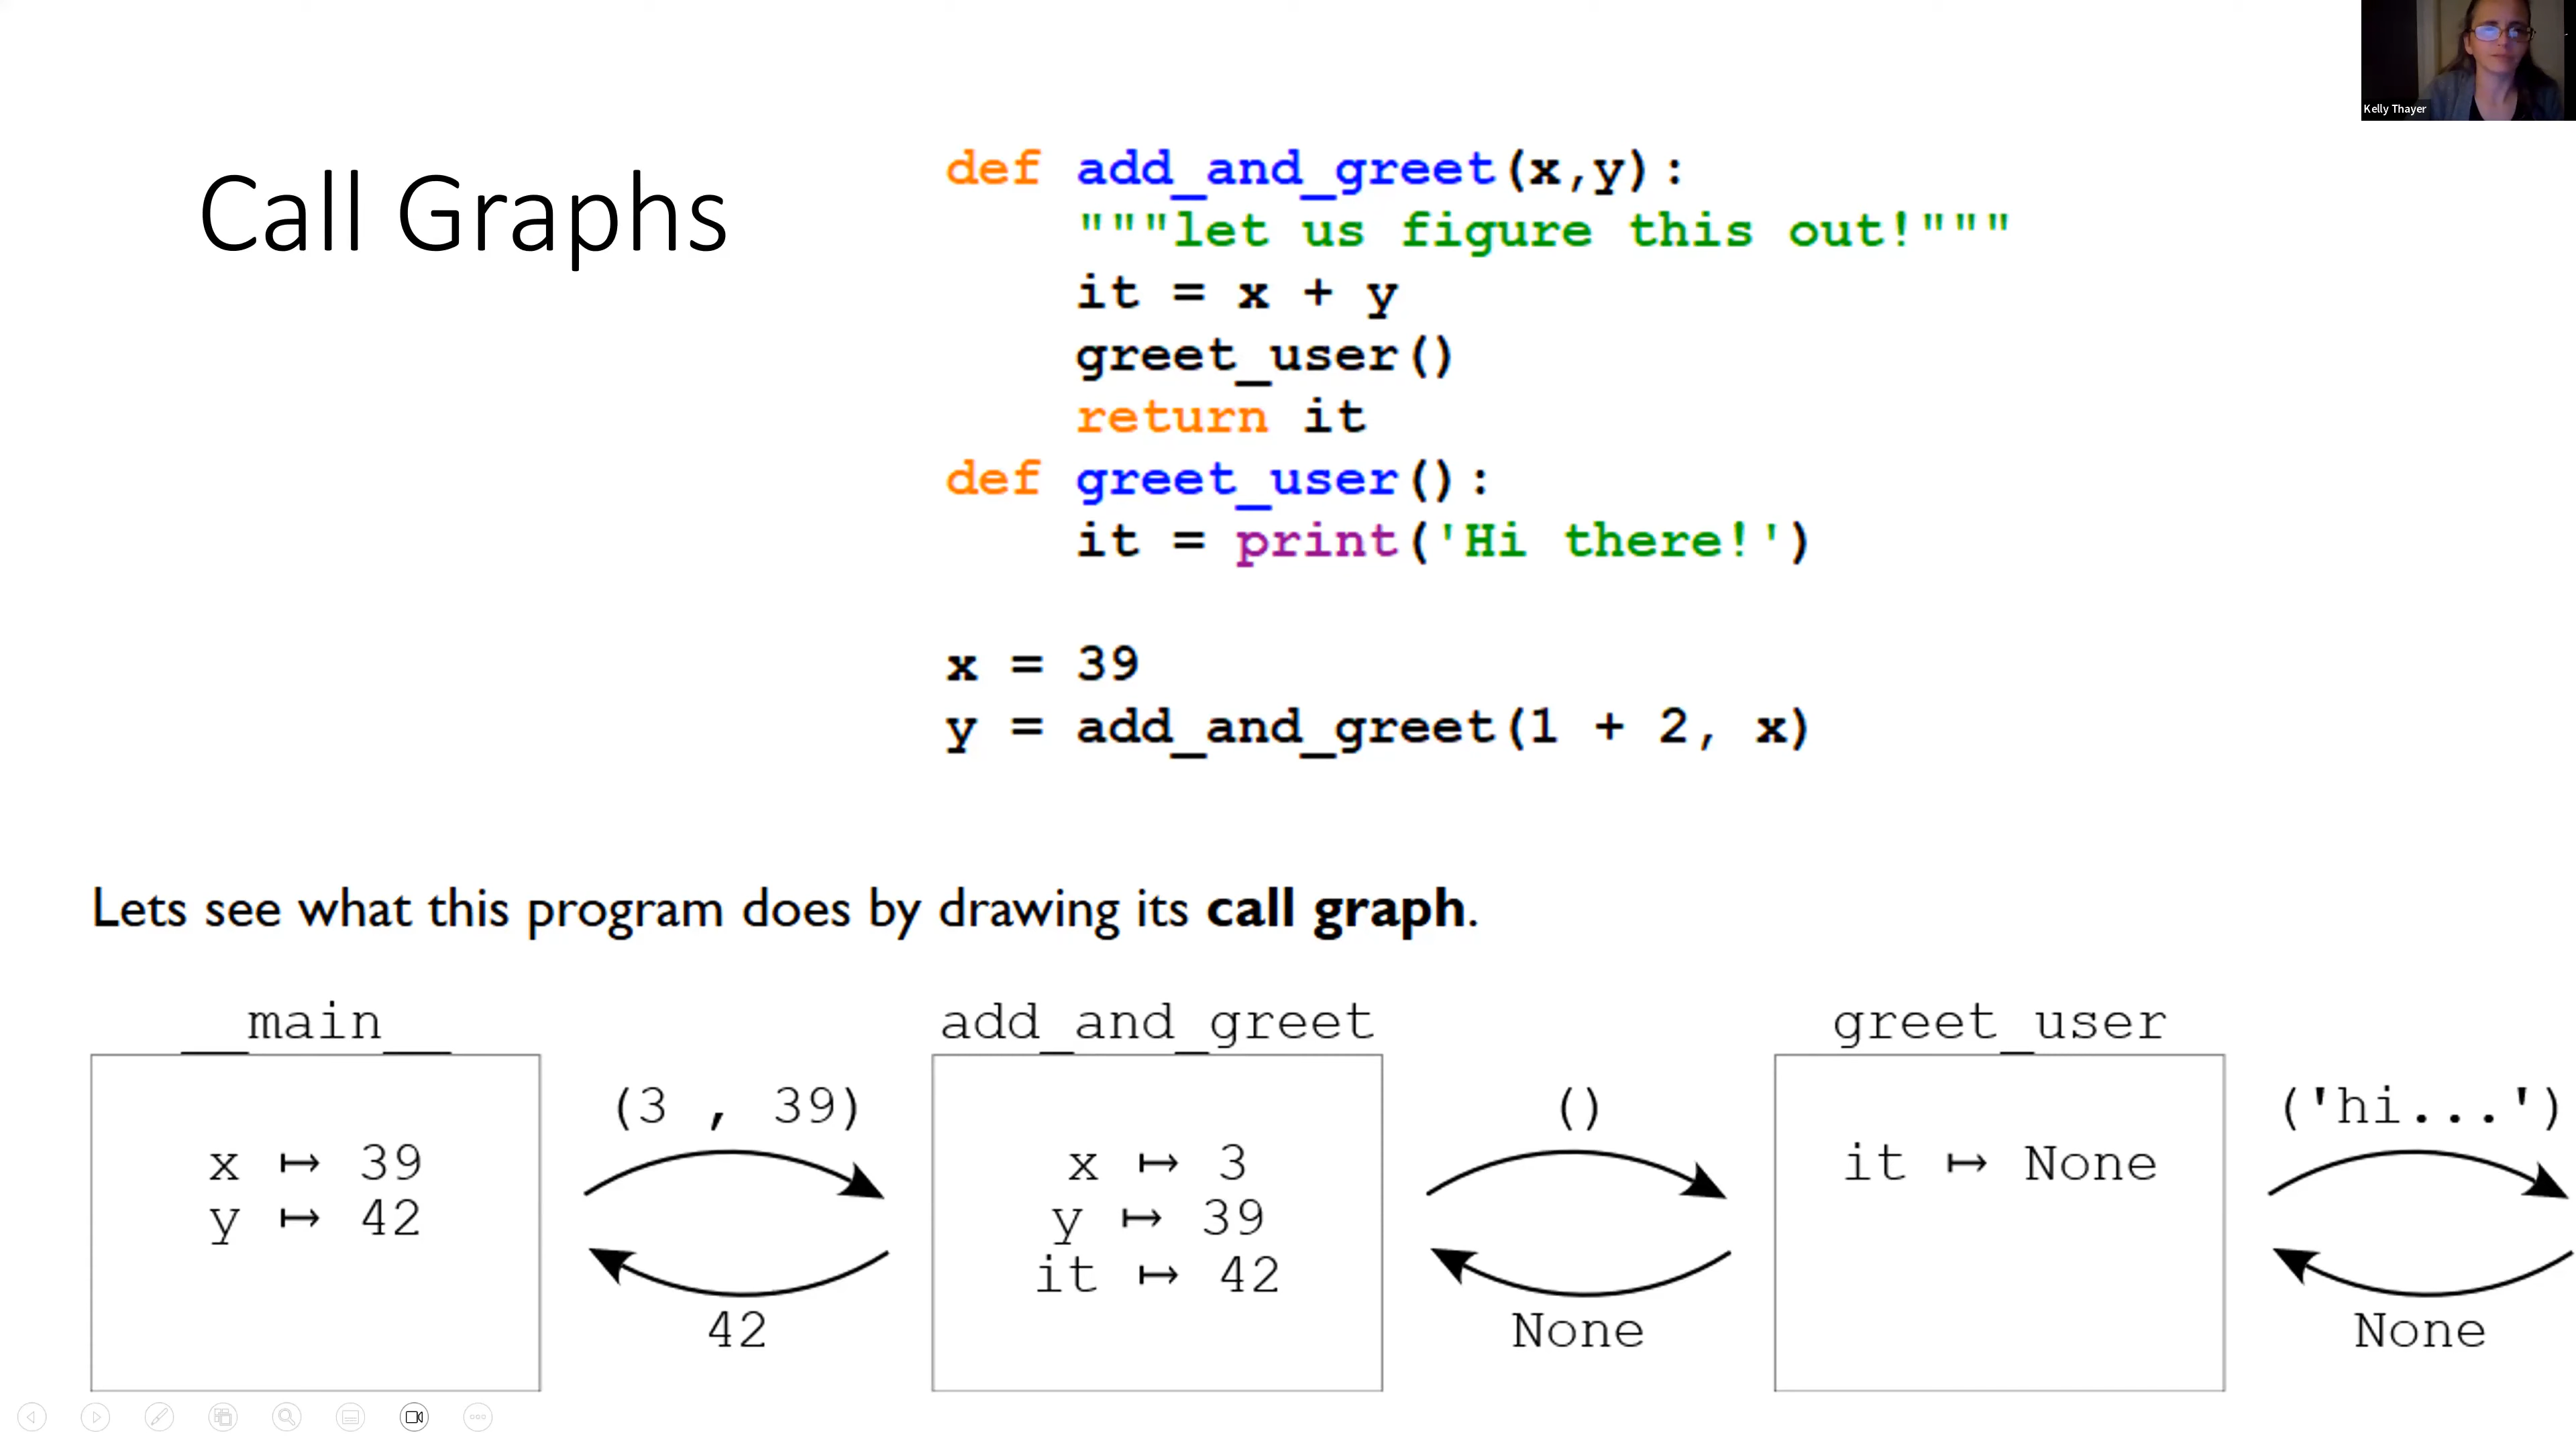 Kelly Thayer
Call Graphs
def add_and_greet(x,y):
    """let us figure this out!"""
    it = x + y
    greet_user()
    return it
def greet_user():
    it = print('Hi there!')
x = 39
y = add_and_greet(1 + 2, x)
Lets see what this program does by drawing its call graph.
__main__
x ↦ 39
y ↦ 42
(3 , 39)
42
add_and_greet
x ↦ 3
y ↦ 39
it ↦ 42
()
None
greet_user
it ↦ None
('hi...')
None